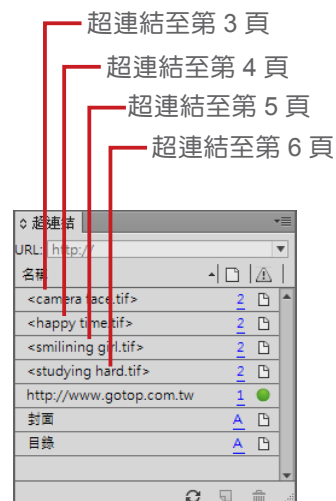 超連結至第 3 頁
超連結至第 4 頁
超連結至第 5 頁
超連結至第 6 頁
超連結
URL: http://
名稱
<camera face.tif> 2
<happy time.tif> 2
<smilining girl.tif> 2
<studying hard.tif> 2
http://www.gotop.com.tw 1
封面 A
目錄 A